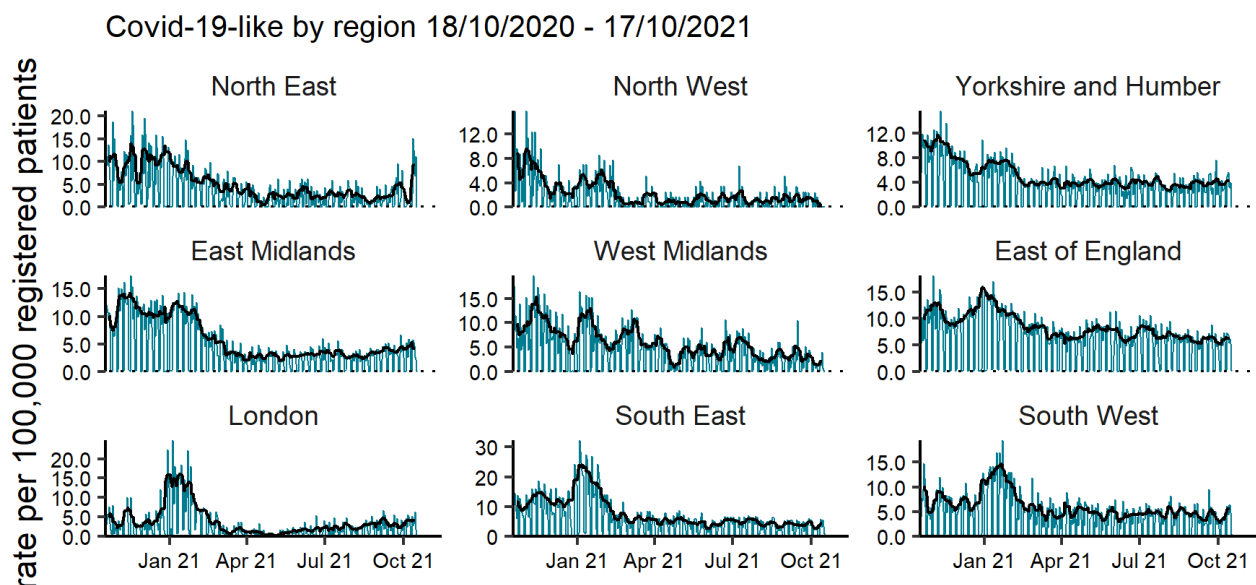 Covid-19-like by region 18/10/2020 - 17/10/2021
rate per 100,000 registered patients
North East
20.0
15.0
10.0
5.0
0.0
North West
12.0
8.0
4.0
0.0
Yorkshire and Humber
12.0
8.0
4.0
0.0
East Midlands
15.0
10.0
5.0
0.0
West Midlands
15.0
10.0
5.0
0.0
East of England
15.0
10.0
5.0
0.0
London
20.0
15.0
10.0
5.0
0.0
South East
30
20
10
0
South West
15.0
10.0
5.0
0.0
Jan 21 Apr 21 Jul 21 Oct 21
Jan 21 Apr 21 Jul 21 Oct 21
Jan 21 Apr 21 Jul 21 Oct 21